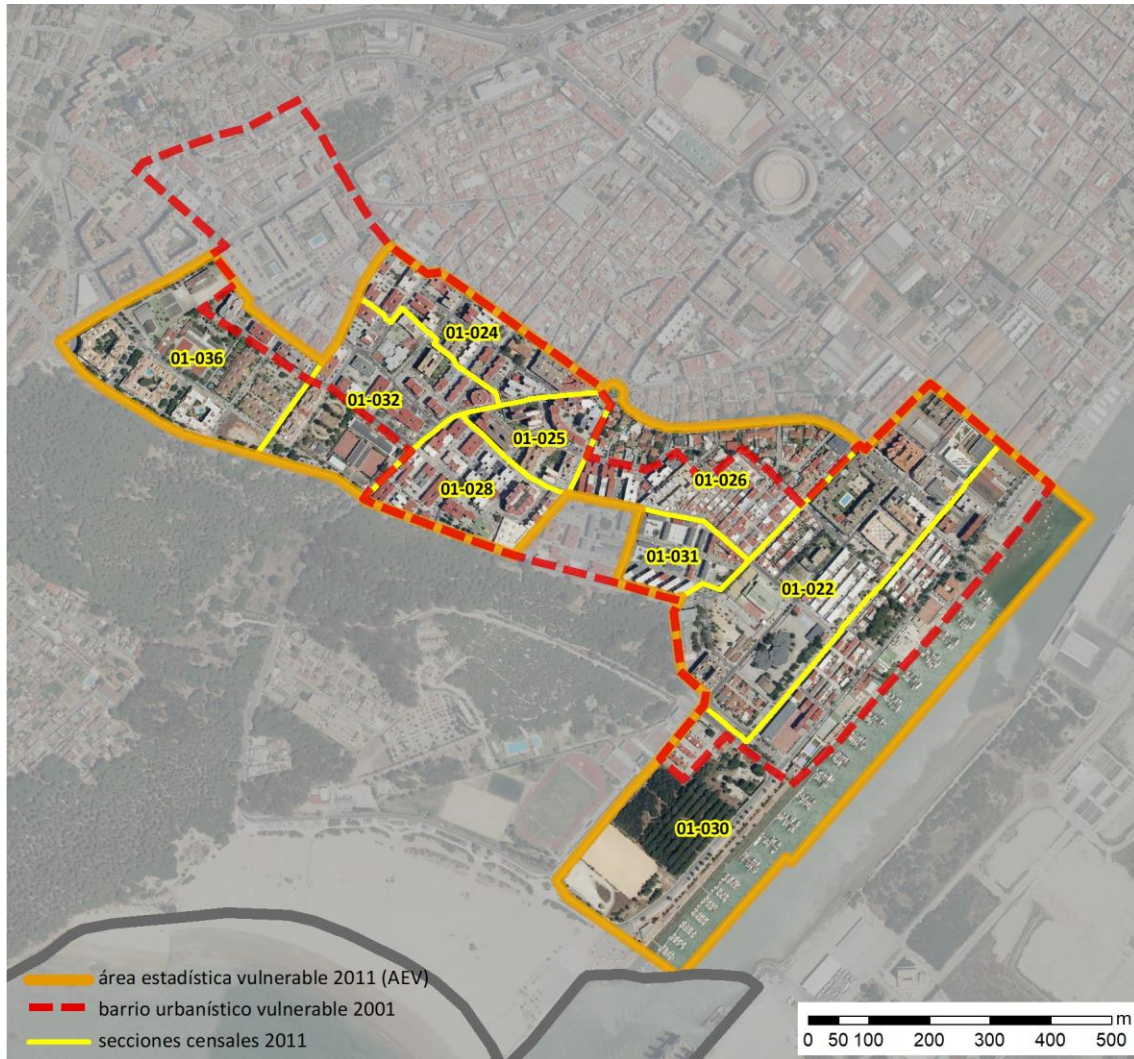 01-024
01-036
01-032
01-025
01-026
01-028
01-031
01-022
01-030
área estadística vulnerable 2011 (AEV)
barrio urbanístico vulnerable 2001
secciones censales 2011
m
0 50 100 200 300 400 500